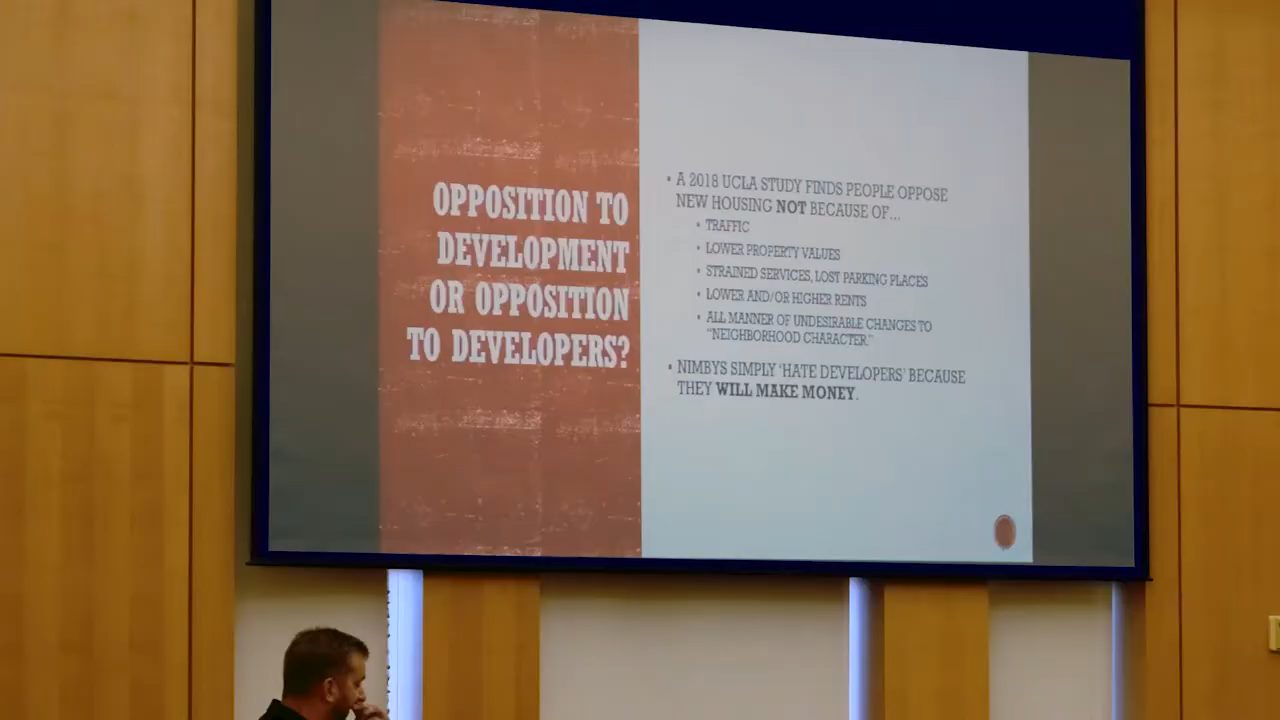 OPPOSITION TO
DEVELOPMENT
OR OPPOSITION
TO DEVELOPERS?
▪ A 2018 UCLA STUDY FINDS PEOPLE OPPOSE
NEW HOUSING NOT BECAUSE OF...
▪ TRAFFIC
▪ LOWER PROPERTY VALUES
▪ STRAINED SERVICES, LOST PARKING PLACES
▪ LOWER AND/OR HIGHER RENTS
▪ ALL MANNER OF UNDESIRABLE CHANGES TO
"NEIGHBORHOOD CHARACTER."
▪ NIMBYS SIMPLY 'HATE DEVELOPERS' BECAUSE
THEY WILL MAKE MONEY.